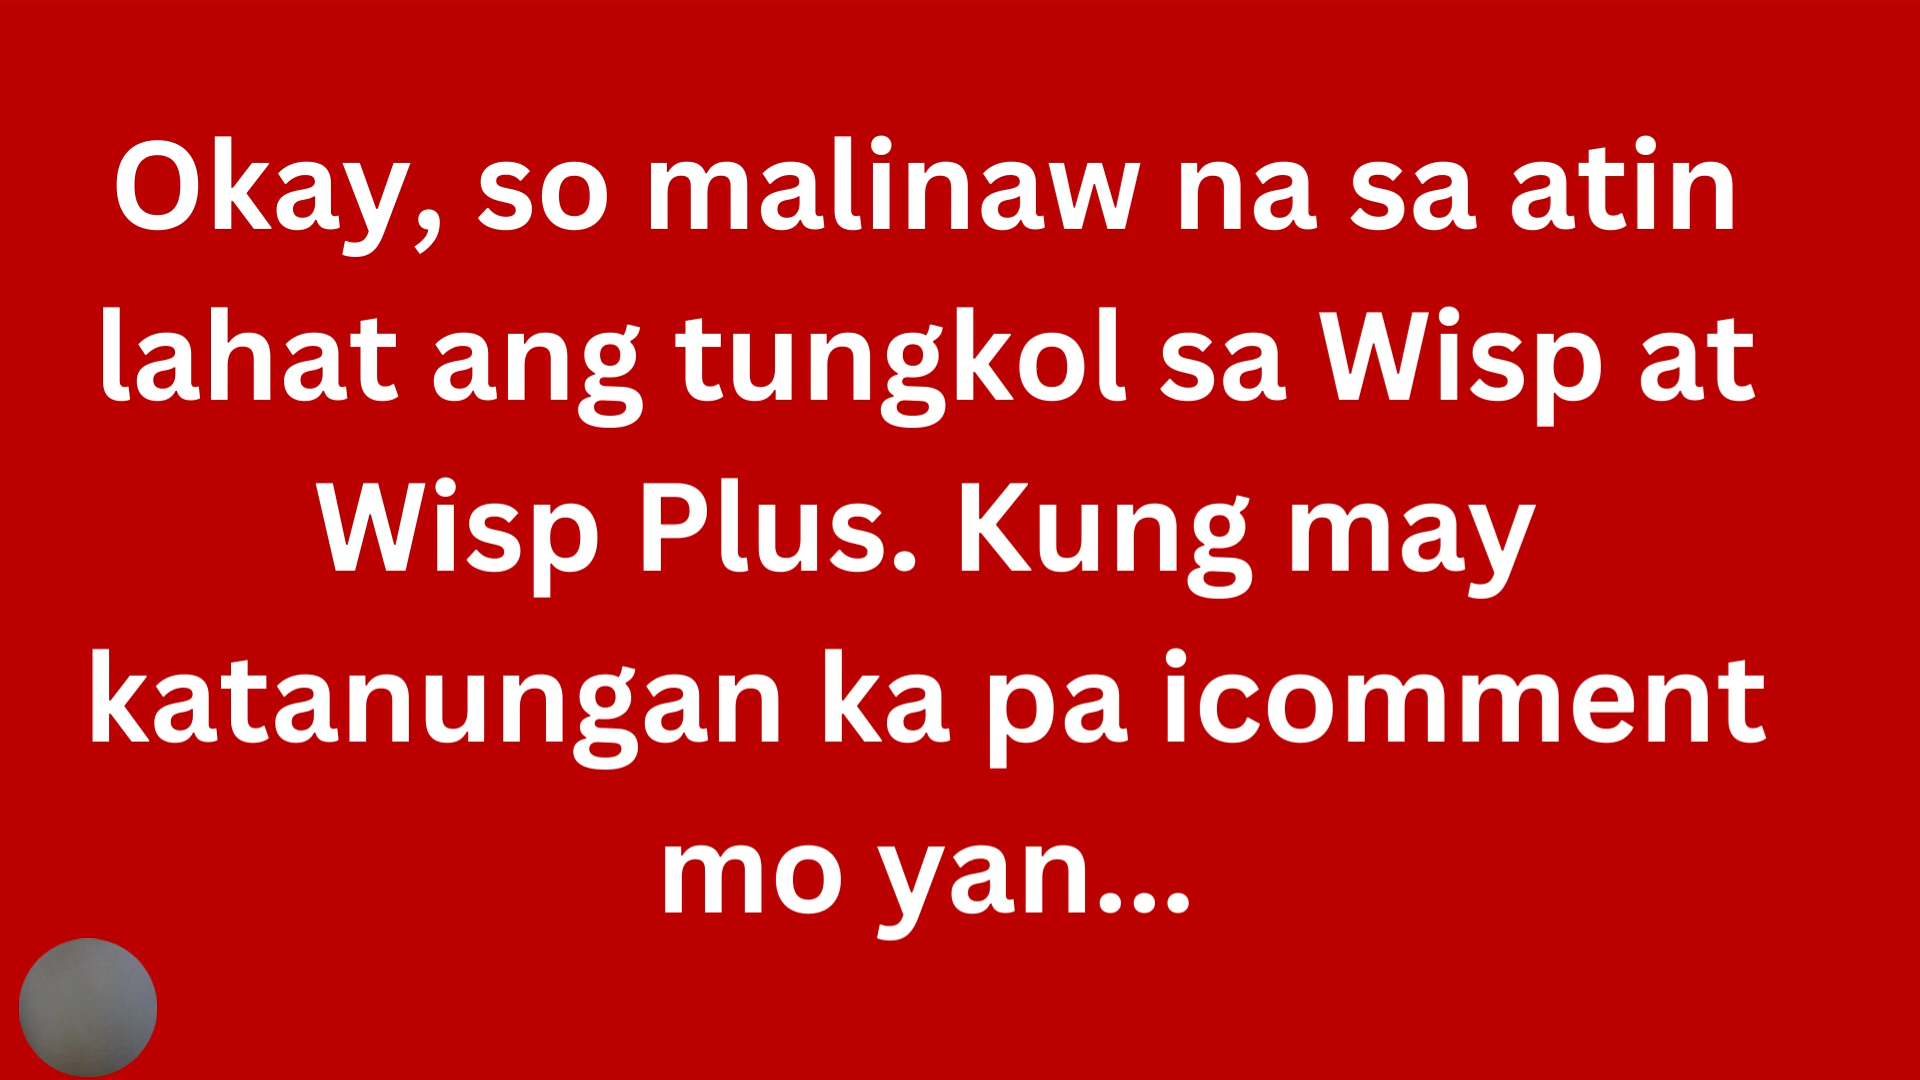 Okay, so malinaw na sa atin
lahat ang tungkol sa Wisp at
Wisp Plus. Kung may
katanungan ka pa icomment
mo yan...